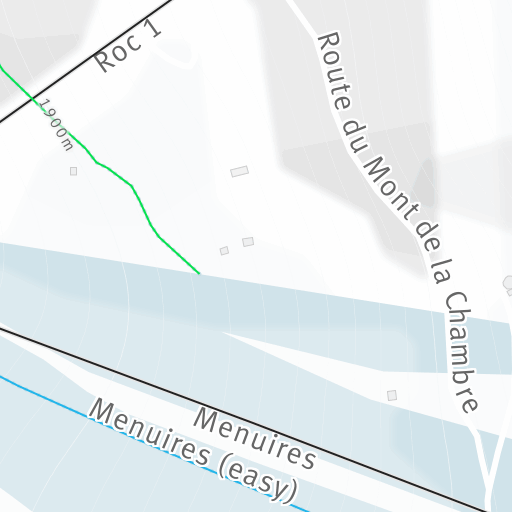 Roc 1
Route du Mont de la Chambre
1900m
Menuires
Menuires (easy)